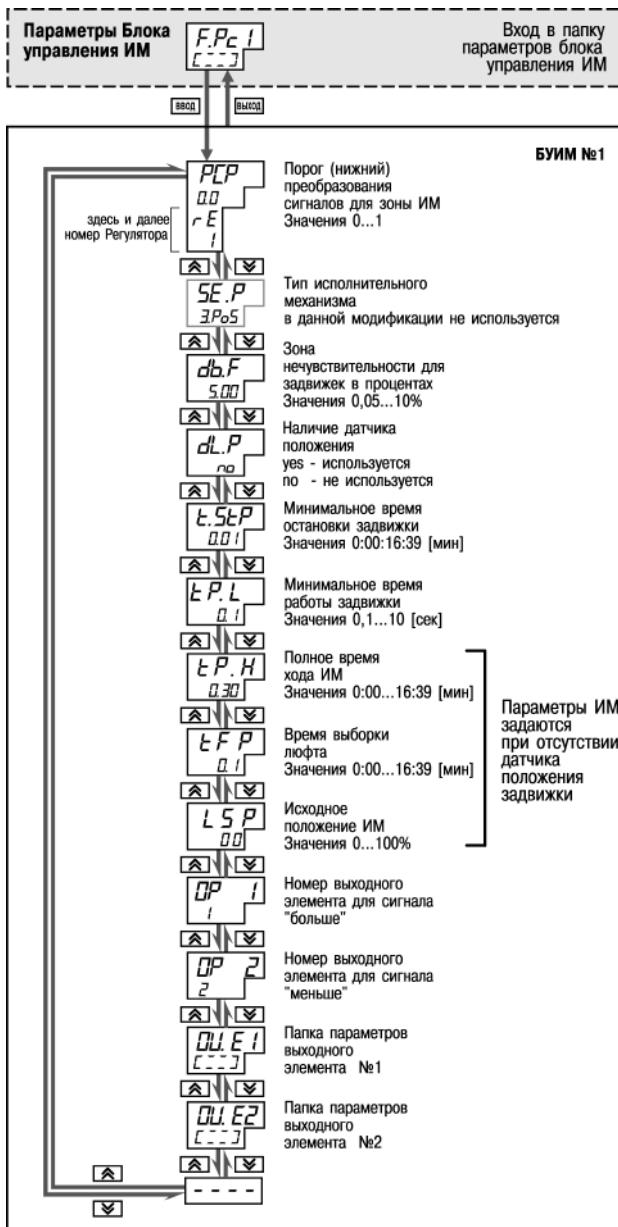 Параметры Блока
управления ИМ
F.Pc 1
[---]
Вход в папку
параметров блока
управления ИМ
ввод
выход
БУИМ №1
PCP
0.0
rE
1
здесь и далее
номер Регулятора
Порог (нижний)
преобразования
сигналов для зоны ИМ
Значения 0...1
SE.P
3.PoS
Тип исполнительного
механизма
в данной модификации не используется
db.F
5.00
Зона
нечувствительности для
задвижек в процентах
Значения 0,05...10%
dL.P
no
Наличие датчика
положения
yes - используется
no - не используется
t.StP
0.01
Минимальное время
остановки задвижки
Значения 0:00:16:39 [мин]
tP.L
0.1
Минимальное время
работы задвижки
Значения 0,1...10 [сек]
tP.H
0.30
Полное время
хода ИМ
Значения 0:00...16:39 [мин]
tFP
0.1
Время выборки
люфта
Значения 0:00...16:39 [мин]
LSP
00
Исходное
положение ИМ
Значения 0...100%
Параметры ИМ
задаются
при отсутствии
датчика
положения
задвижки
OP 1
1
Номер выходного
элемента для сигнала
"больше"
OP 2
2
Номер выходного
элемента для сигнала
"меньше"
OU.E1
[---]
Папка параметров
выходного
элемента №1
OU.E2
[---]
Папка параметров
выходного
элемента №2
----